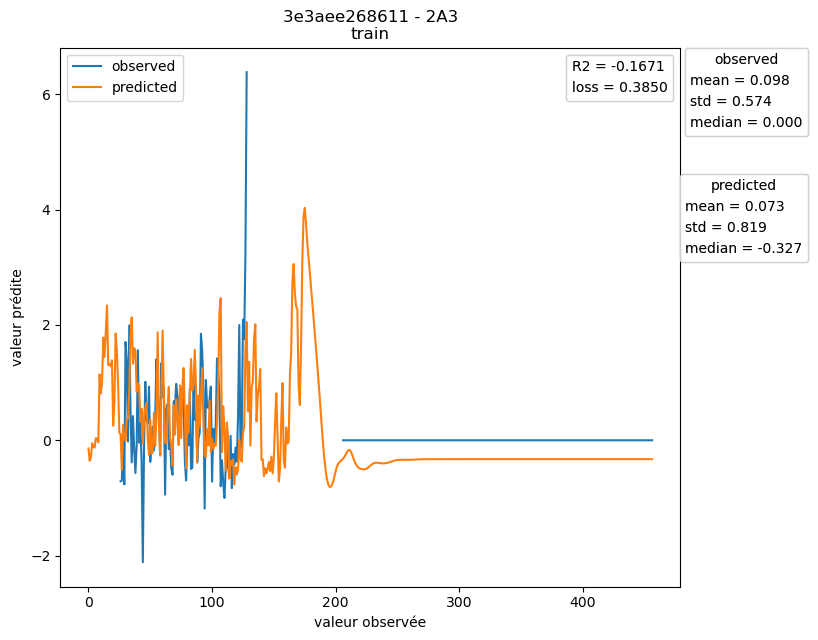 3e3aee268611 - 2A3
train
observed
predicted
R2 = -0.1671
loss = 0.3850
observed
mean = 0.098
std = 0.574
median = 0.000
predicted
mean = 0.073
std = 0.819
median = -0.327
valeur prédite
6
4
2
0
−2
0
100
200
300
400
valeur observée